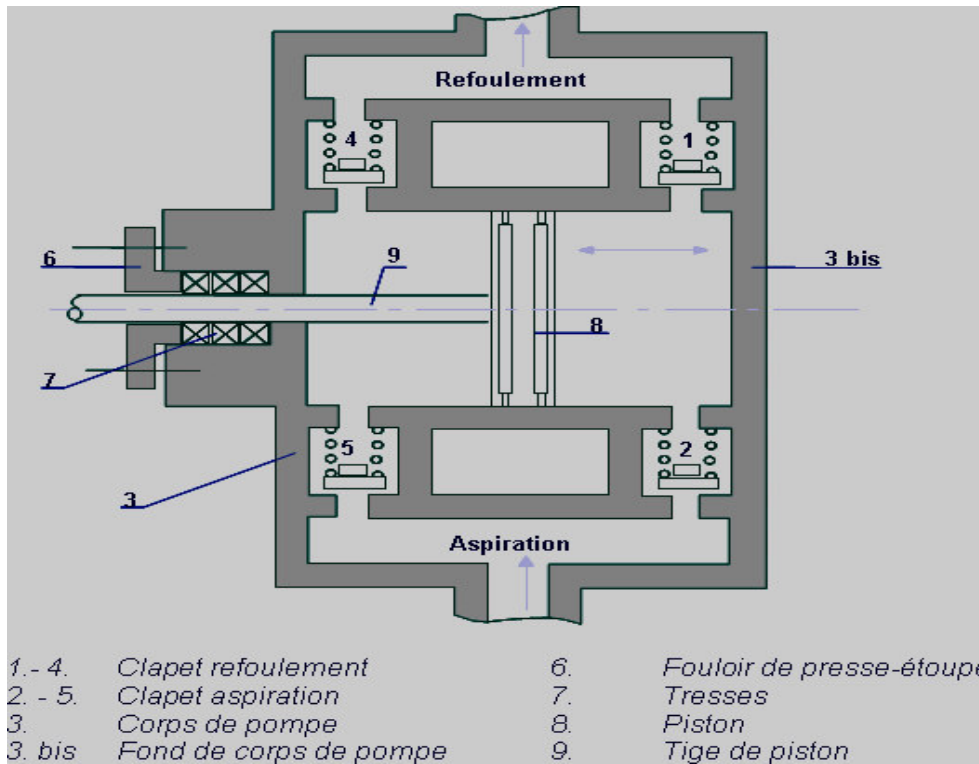 Refoulement
4
1
6
9
3 bis
8
7
5
2
3
Aspiration
1.- 4. Clapet refoulement
2. - 5. Clapet aspiration
3. Corps de pompe
3. bis Fond de corps de pompe
6. Fouloir de presse-étoupe
7. Tresses
8. Piston
9. Tige de piston